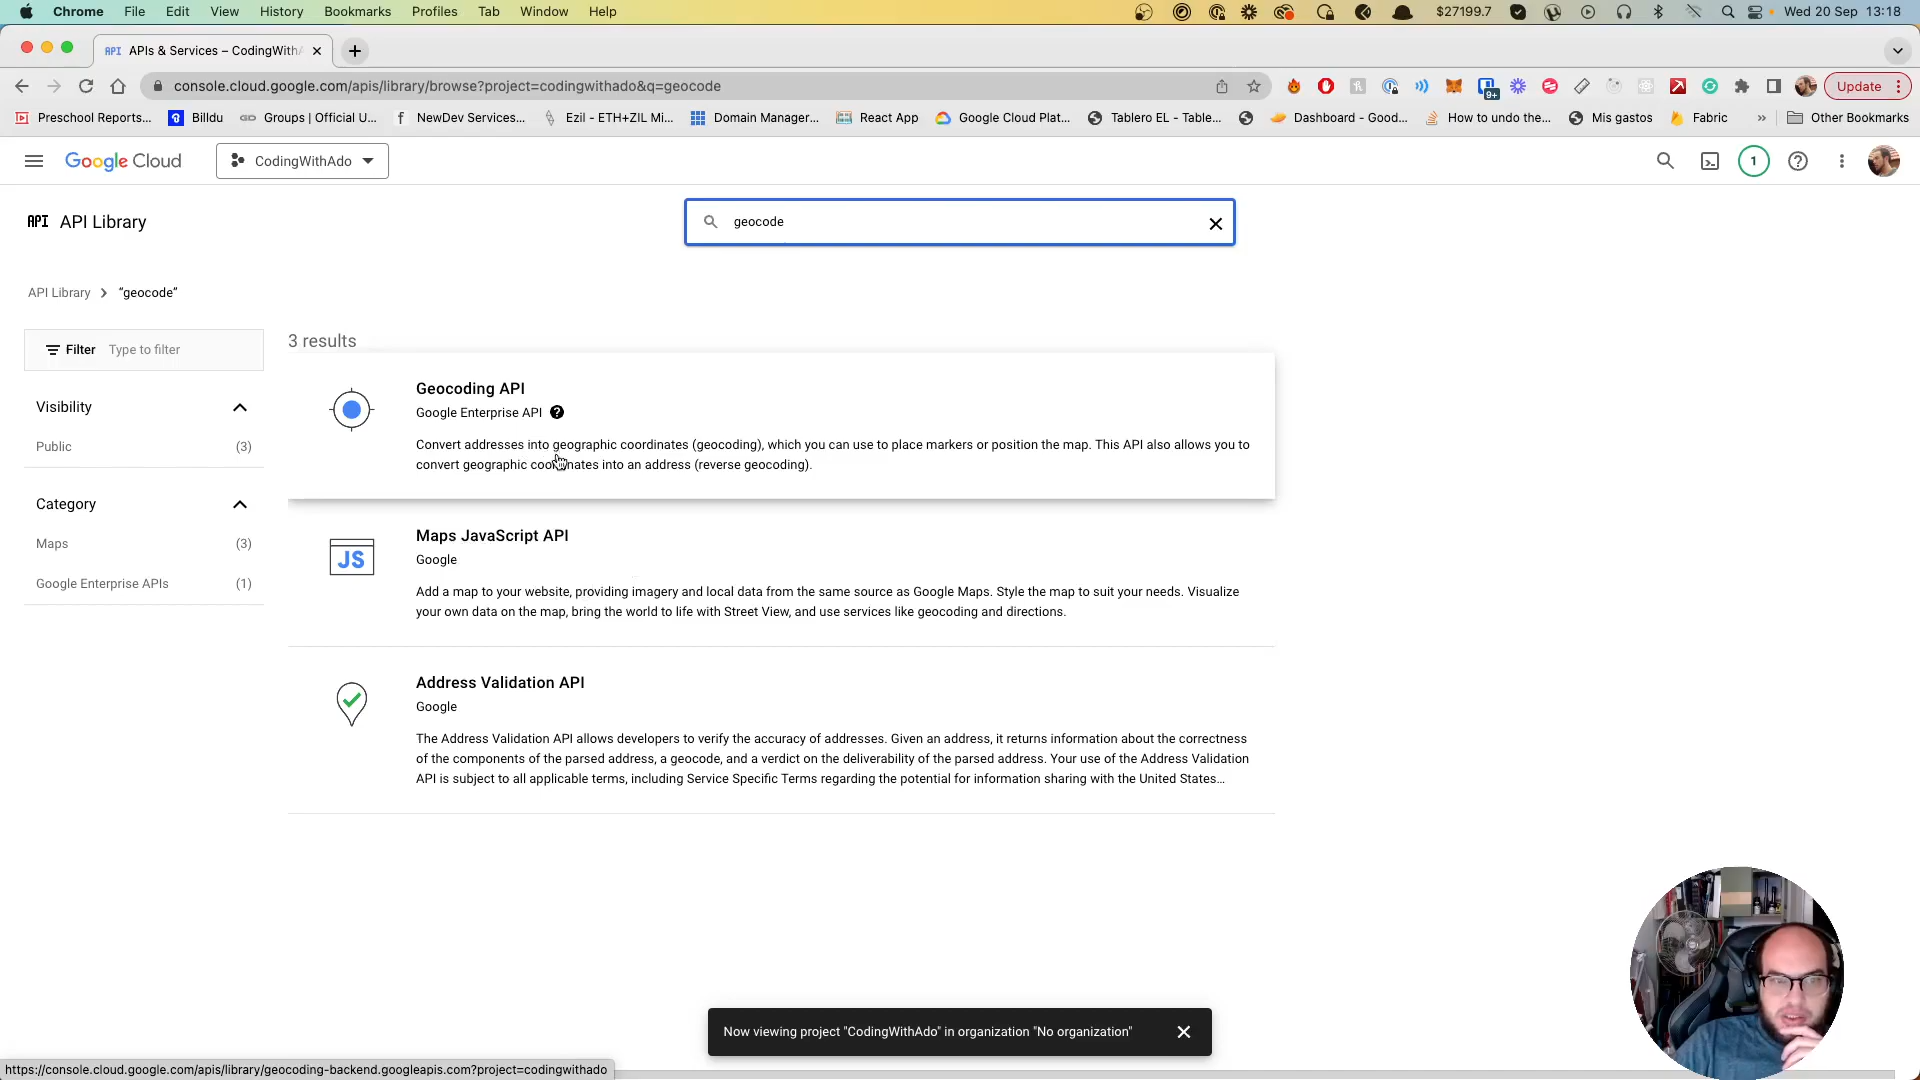 Chrome File Edit View History Bookmarks Profiles Tab Window Help $27199.7 Wed 20 Sep 13:18
API APIs & Services – CodingWithA
console.cloud.google.com/apis/library/browse?project=codingwithado&q=geocode 9+ Update
Preschool Reports... Billdu Groups | Official U... NewDev Services... Ezil - ETH+ZIL Mi... Domain Manager... React App Google Cloud Plat... Tablero EL - Table... Dashboard - Good... How to undo the... Mis gastos Fabric » Other Bookmarks
Google Cloud CodingWithAdo 1
API API Library geocode
API Library > “geocode”
Filter Type to filter
Visibility
Public (3)
Category
Maps (3)
Google Enterprise APIs (1)
3 results
Geocoding API
Google Enterprise API
Convert addresses into geographic coordinates (geocoding), which you can use to place markers or position the map. This API also allows you to
convert geographic coordinates into an address (reverse geocoding).
JS
Maps JavaScript API
Google
Add a map to your website, providing imagery and local data from the same source as Google Maps. Style the map to suit your needs. Visualize
your own data on the map, bring the world to life with Street View, and use services like geocoding and directions.
Address Validation API
Google
The Address Validation API allows developers to verify the accuracy of addresses. Given an address, it returns information about the correctness
of the components of the parsed address, a geocode, and a verdict on the deliverability of the parsed address. Your use of the Address Validation
API is subject to all applicable terms, including Service Specific Terms regarding the potential for information sharing with the United States...
Now viewing project "CodingWithAdo" in organization "No organization"
https://console.cloud.google.com/apis/library/geocoding-backend.googleapis.com?project=codingwithado